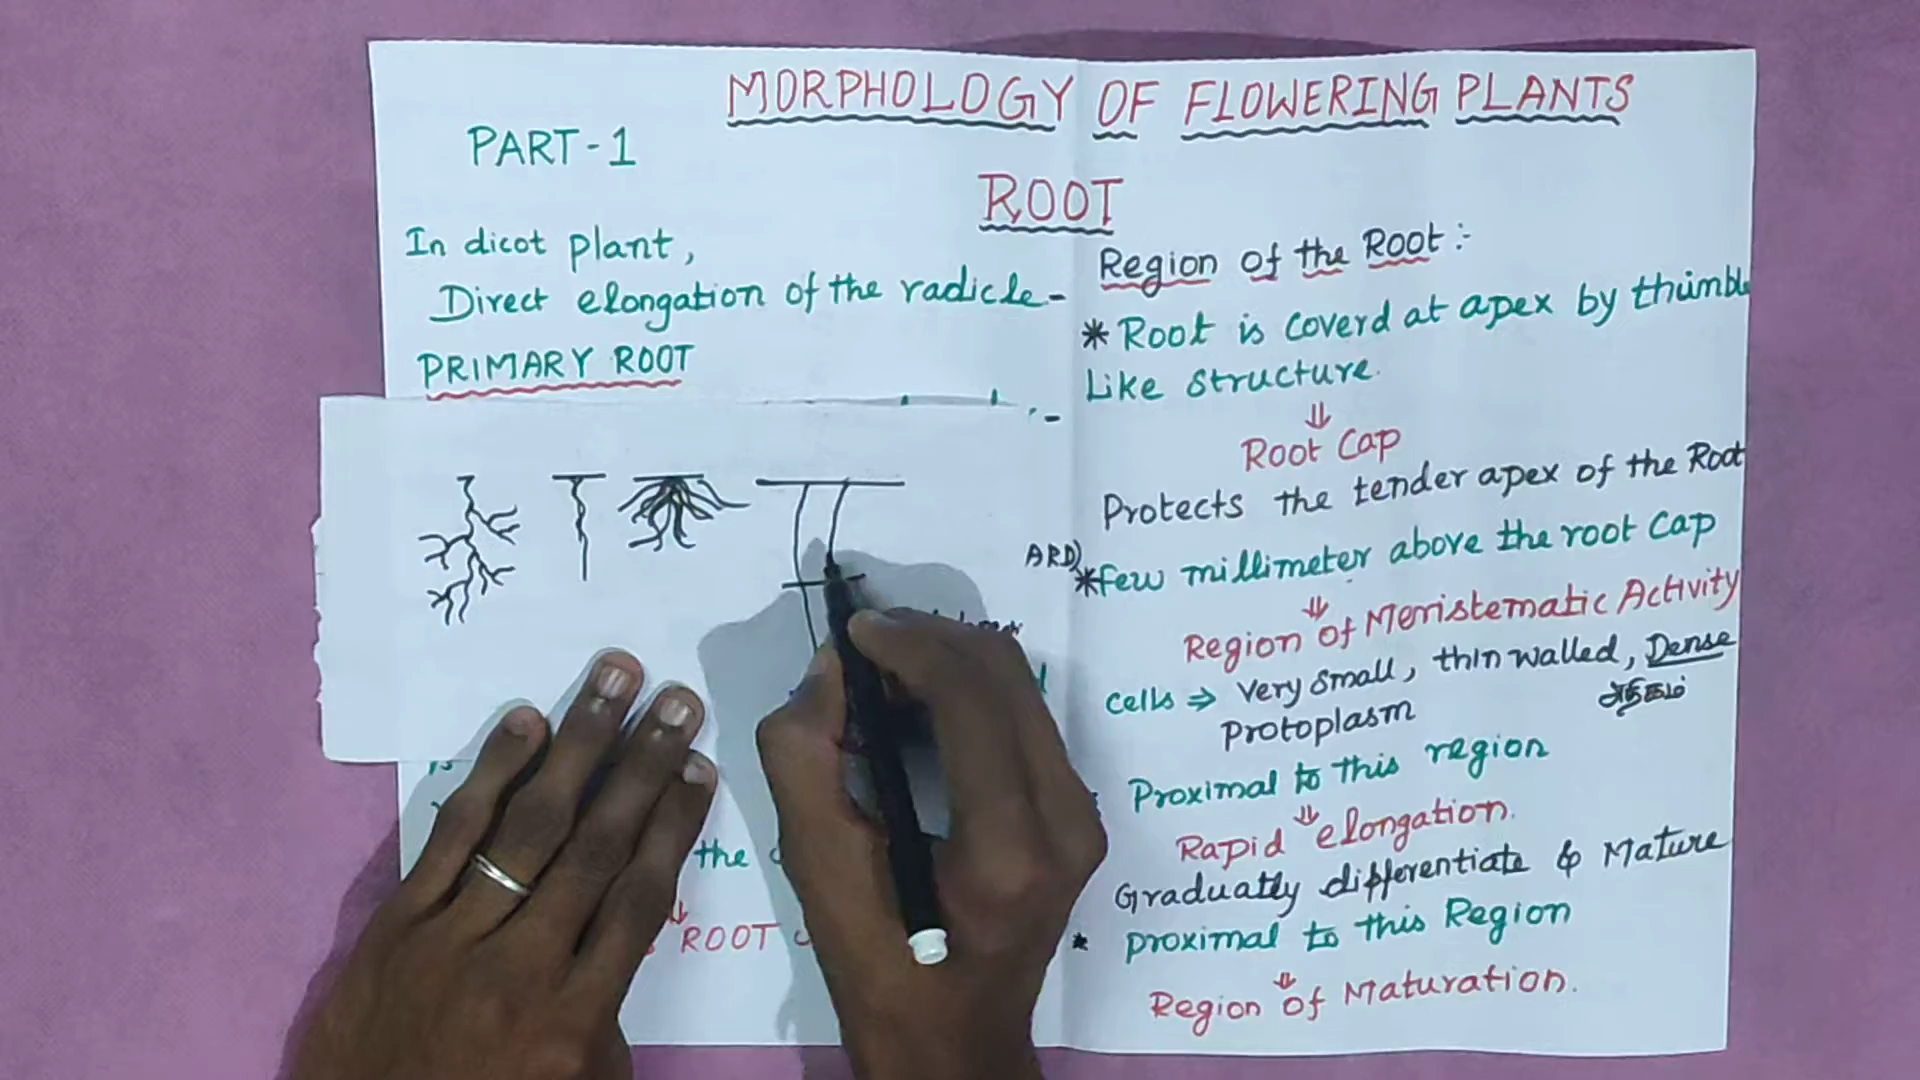 MORPHOLOGY OF FLOWERING PLANTS
PART-1
ROOT
In dicot plant,
Direct elongation of the radicle-
PRIMARY ROOT
the
ROOT
Region of the Root:-
* Root is coverd at apex by thimble
Like structure.
⇓
Root Cap
Protects the tender apex of the Root
*few millimeter above the root cap
⇓
Region of Meristematic Activity
cells ⇒ very small, thin walled, Dense
Protoplasm
Proximal to this region
⇓
Rapid elongation.
differentiate & Mature
* proximal to this Region
⇓
Region of Maturation.